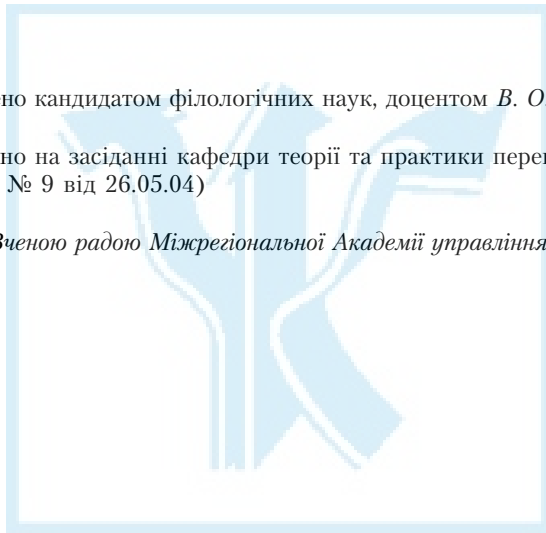 ено кандидатом філологічних наук, доцентом В. О
но на засіданні кафедри теорії та практики пере
№ 9 від 26.05.04)
Вченою радою Міжрегіональної Академії управління